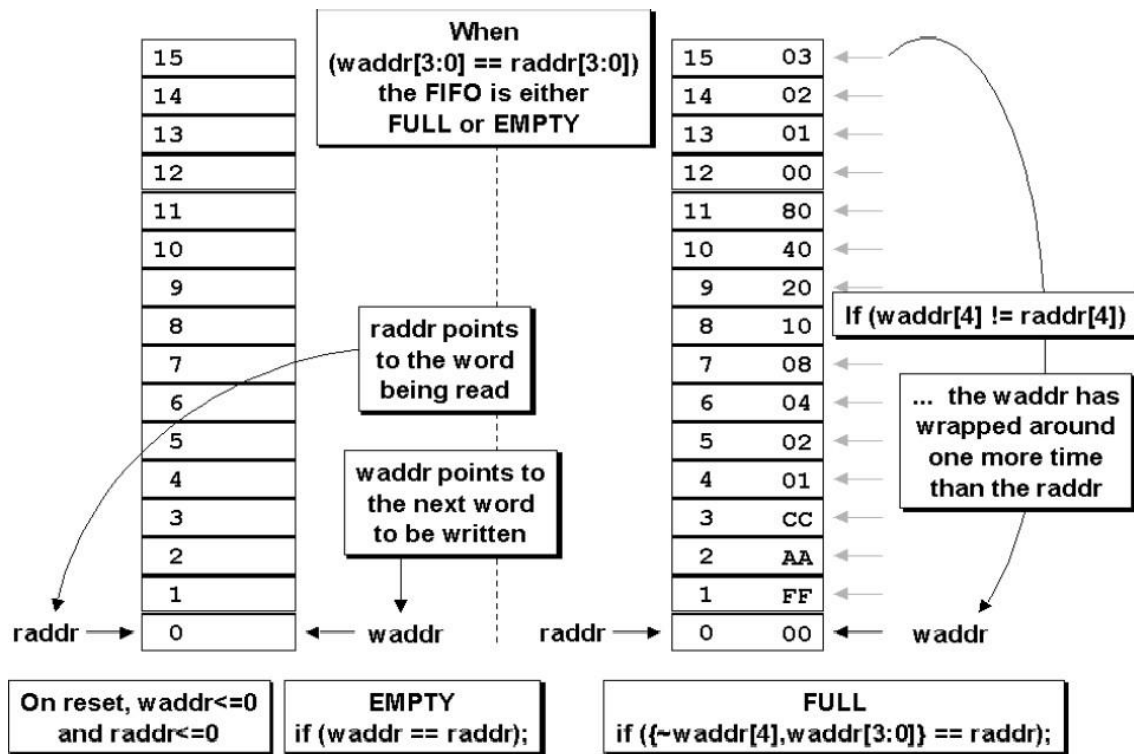 When
(waddr[3:0] == raddr[3:0])
the FIFO is either
FULL or EMPTY
15
14
13
12
11
10
9
8
7
6
5
4
3
2
1
0
raddr points
to the word
being read
waddr points to
the next word
to be written
raddr
waddr
15 03
14 02
13 01
12 00
11 80
10 40
9 20
8 10
7 08
6 04
5 02
4 01
3 CC
2 AA
1 FF
0 00
raddr
waddr
If (waddr[4] != raddr[4])
... the waddr has
wrapped around
one more time
than the raddr
On reset, waddr<=0
and raddr<=0
EMPTY
if (waddr == raddr);
FULL
if ({~waddr[4],waddr[3:0]} == raddr);